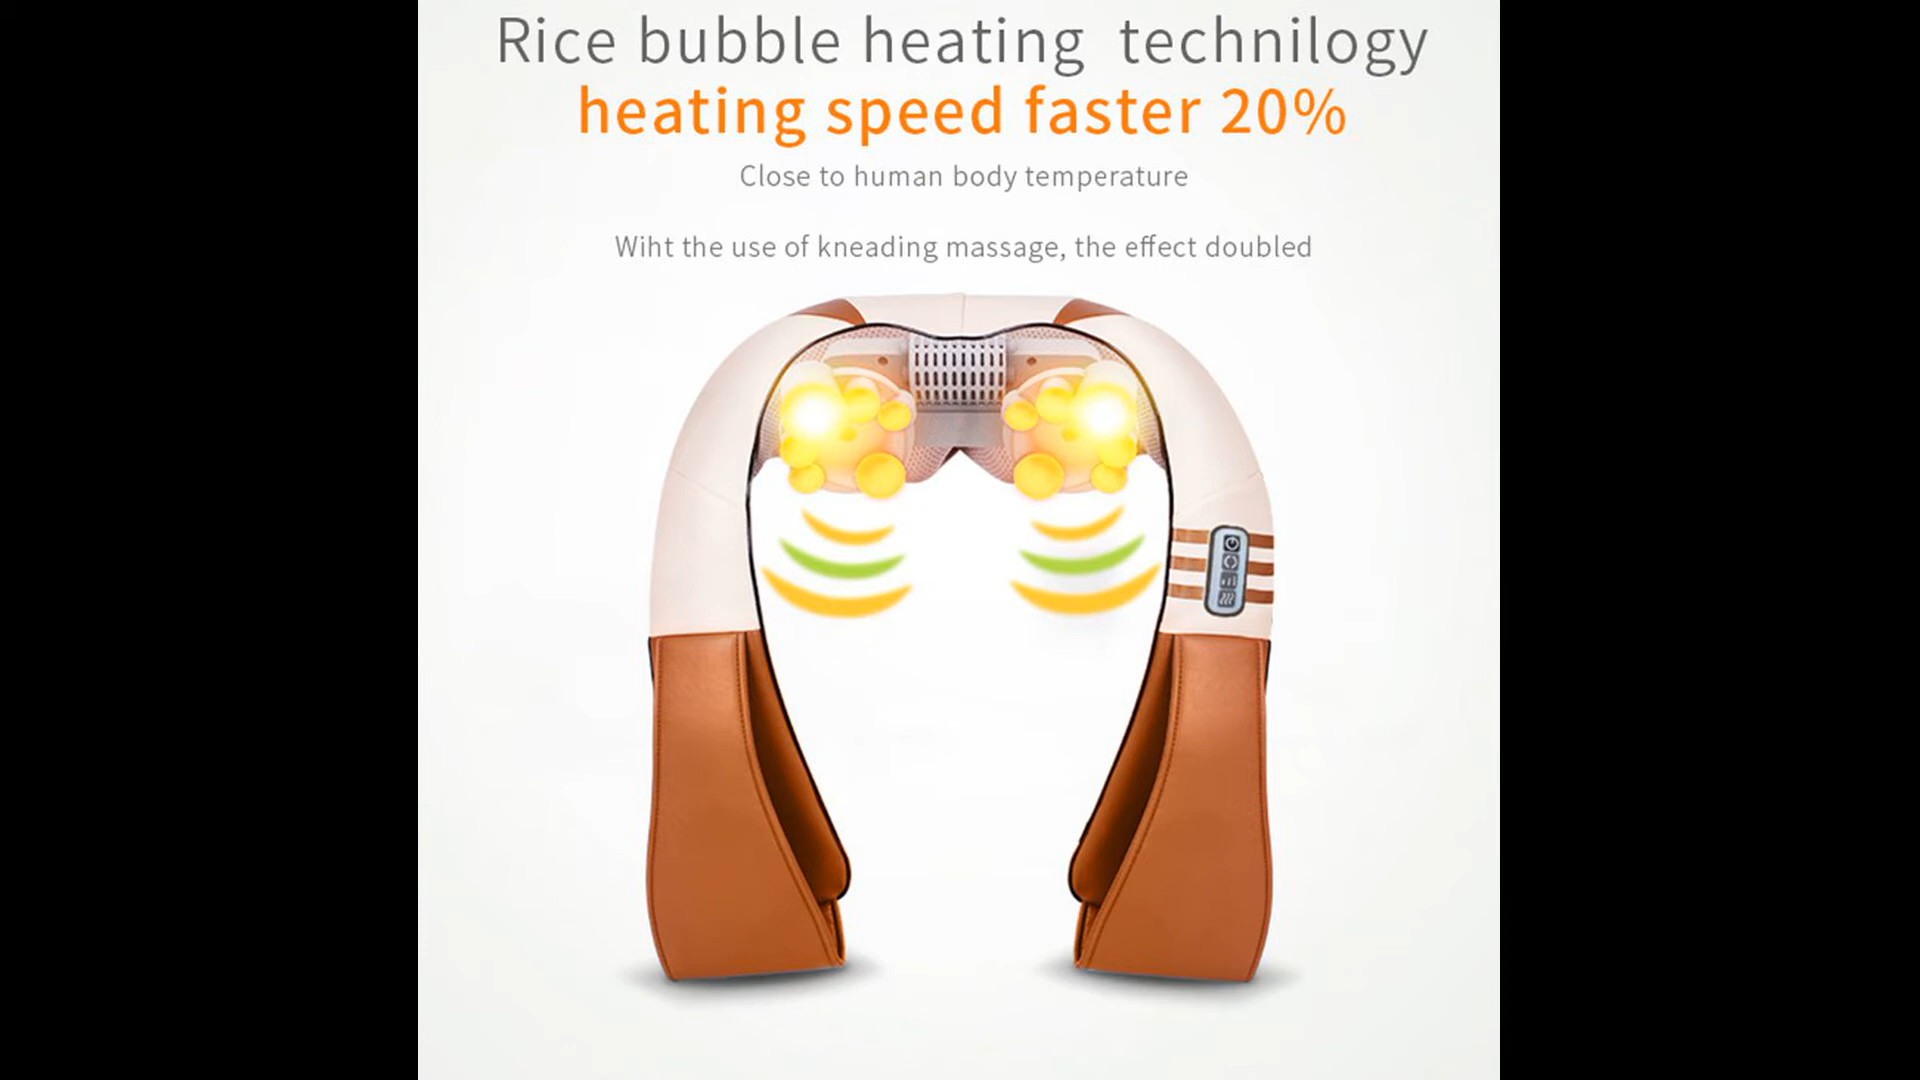 Rice bubble heating technilogy
heating speed faster 20%
Close to human body temperature
Wiht the use of kneading massage, the effect doubled